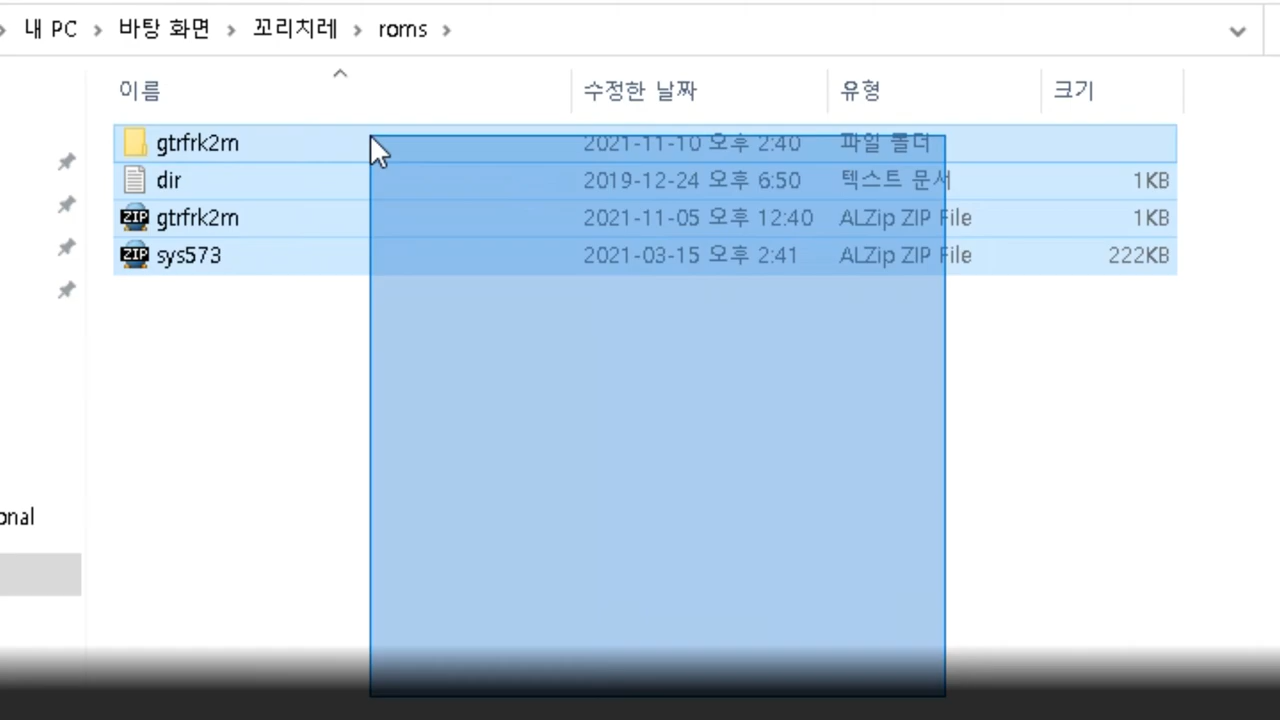 내 PC > 바탕 화면 > 꼬리치레 > roms >
이름 수정한 날짜 유형 크기
gtrfrk2m 2021-11-10 오후 2:40 파일 폴더
dir 2019-12-24 오후 6:50 텍스트 문서 1KB
ZIP gtrfrk2m 2021-11-05 오후 12:40 ALZip ZIP File 1KB
ZIP sys573 2021-03-15 오후 2:41 ALZip ZIP File 222KB
onal